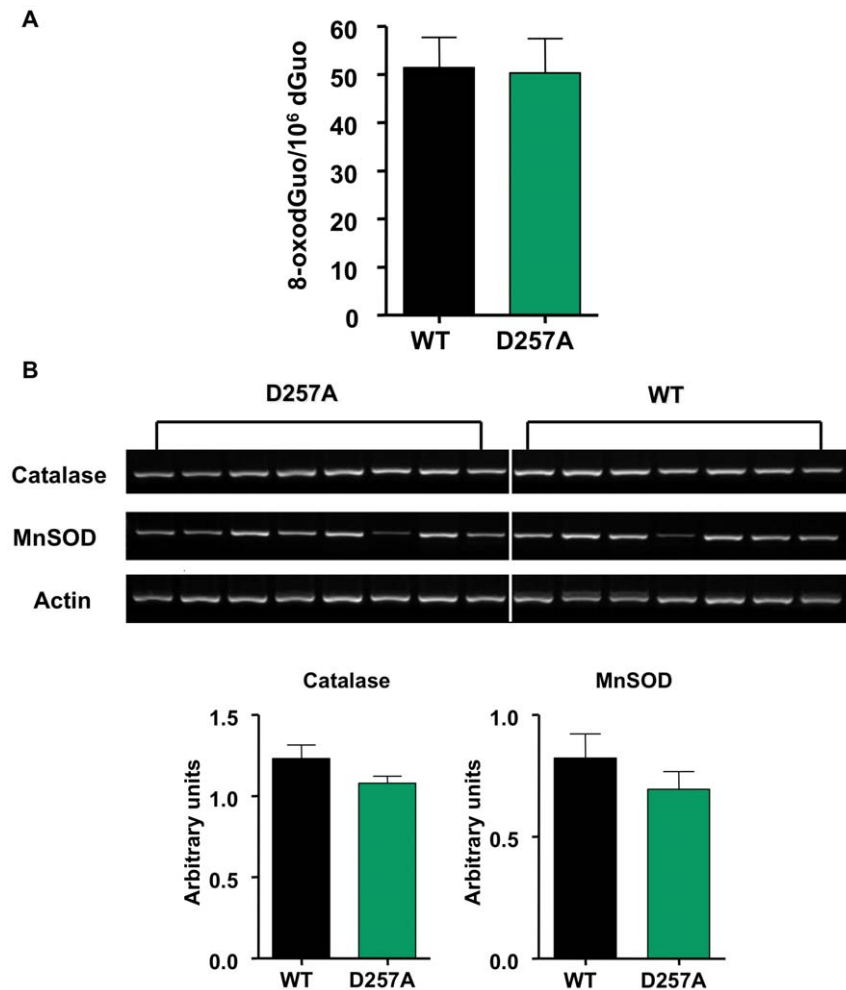 A
60
50
40
30
20
10
0
8-oxodGuo/10⁶ dGuo
WT D257A
B
D257A WT
Catalase
MnSOD
Actin
Catalase MnSOD
1.5
1.0
0.5
0.0
Arbitrary units
WT D257A
1.0
0.5
0.0
Arbitrary units
WT D257A